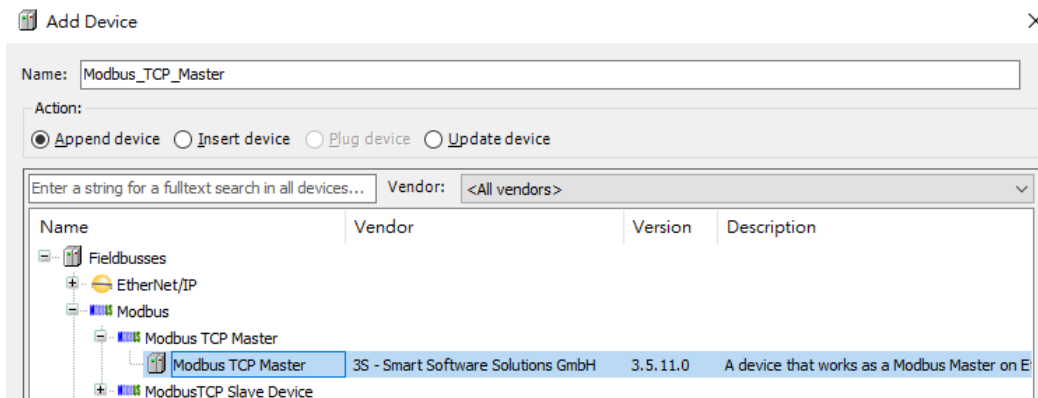 Add Device
Name: Modbus_TCP_Master
Action:
Append device Insert device Plug device Update device
Enter a string for a fulltext search in all devices... Vendor: <All vendors>
Name Vendor Version Description
Fieldbusses
EtherNet/IP
MODBUS Modbus
MODBUS Modbus TCP Master
Modbus TCP Master 3S - Smart Software Solutions GmbH 3.5.11.0 A device that works as a Modbus Master on E
MODBUS ModbusTCP Slave Device